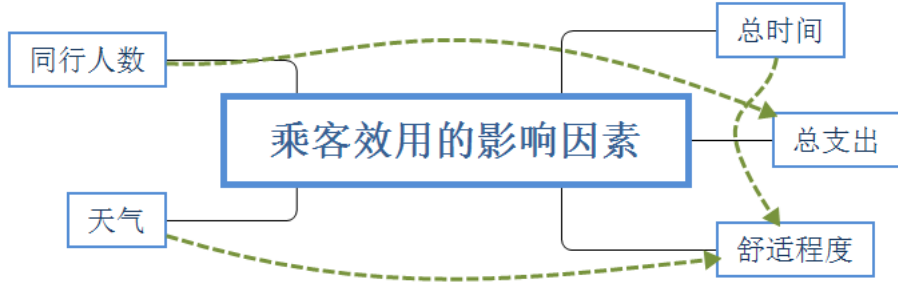 总时间
同行人数
乘客效用的影响因素
总支出
天气
舒适程度